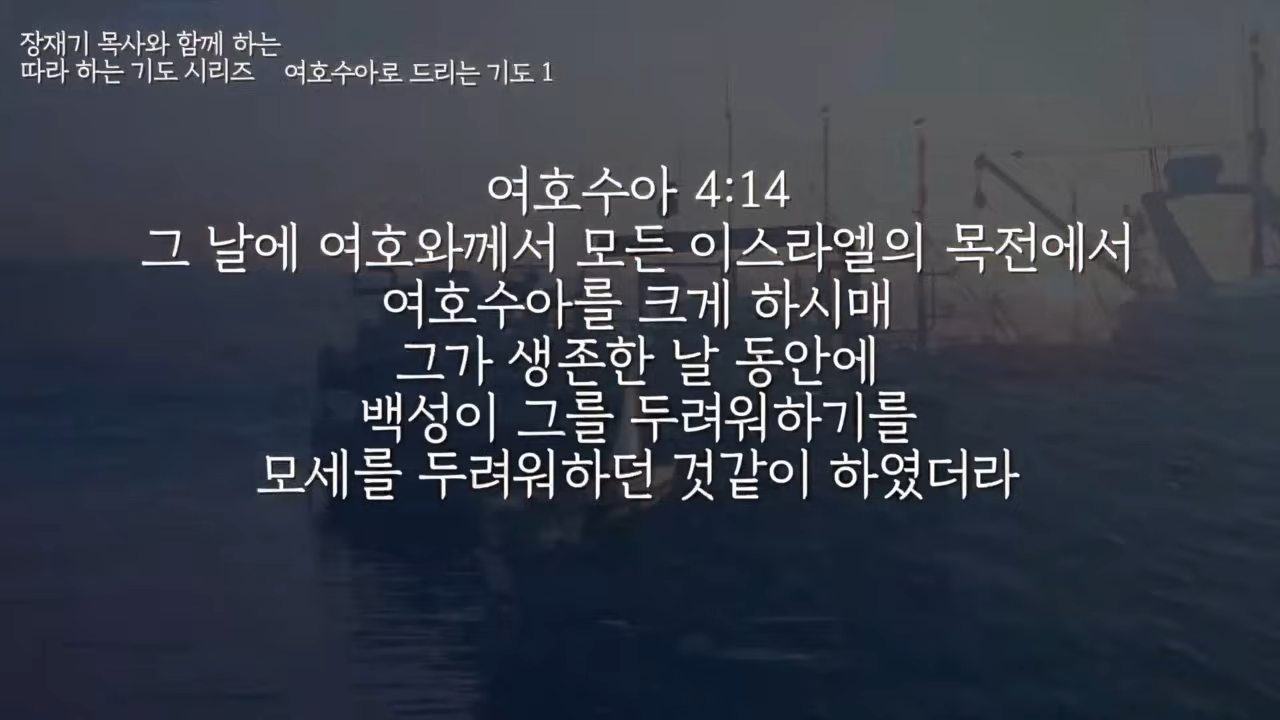 장재기 목사와 함께 하는
따라 하는 기도 시리즈 여호수아로 드리는 기도 1
여호수아 4:14
그 날에 여호와께서 모든 이스라엘의 목전에서
여호수아를 크게 하시매
그가 생존한 날 동안에
백성이 그를 두려워하기를
모세를 두려워하던 것같이 하였더라